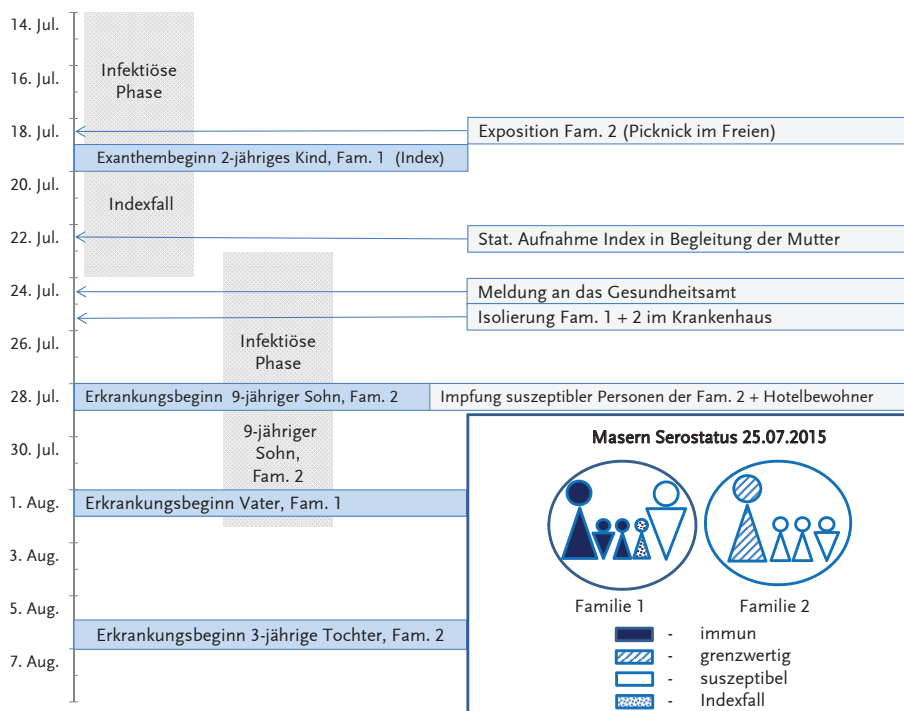 14. Jul.
16. Jul.
18. Jul.
20. Jul.
22. Jul.
24. Jul.
26. Jul.
28. Jul.
30. Jul.
1. Aug.
3. Aug.
5. Aug.
7. Aug.
Infektiöse
Phase
Exposition Fam. 2 (Picknick im Freien)
Exanthembeginn 2-jähriges Kind, Fam. 1 (Index)
Indexfall
Stat. Aufnahme Index in Begleitung der Mutter
Meldung an das Gesundheitsamt
Isolierung Fam. 1 + 2 im Krankenhaus
Infektiöse
Phase
Erkrankungsbeginn 9-jähriger Sohn, Fam. 2
Impfung suszeptibler Personen der Fam. 2 + Hotelbewohner
9-jähriger
Sohn,
Fam. 2
Erkrankungsbeginn Vater, Fam. 1
Erkrankungsbeginn 3-jährige Tochter, Fam. 2
Masern Serostatus 25.07.2015
Familie 1
Familie 2
- immun
- grenzwertig
- suszeptibel
- Indexfall